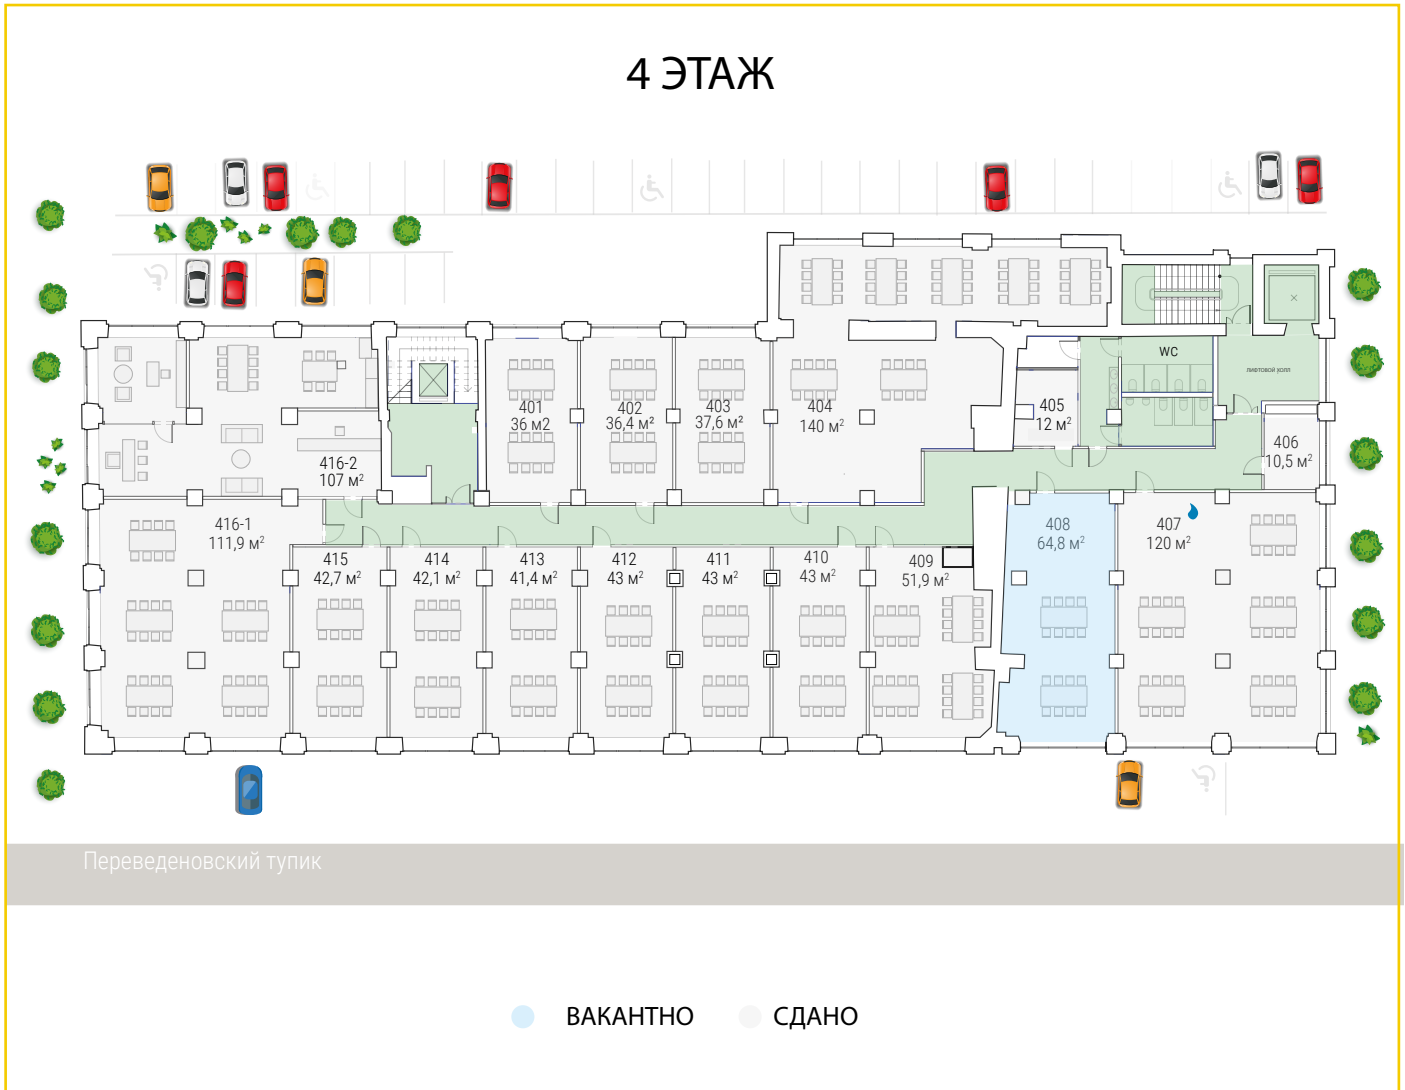 4 ЭТАЖ
WC
ЛИФТОВОЙ ХОЛЛ
401
36 м2
402
36,4 м²
403
37,6 м²
404
140 м²
405
12 м²
406
10,5 м²
416-2
107 м²
416-1
111,9 м²
415
42,7 м²
414
42,1 м²
413
41,4 м²
412
43 м²
411
43 м²
410
43 м²
409
51,9 м²
408
64,8 м²
407
120 м²
Переведеновский тупик
ВАКАНТНО
СДАНО